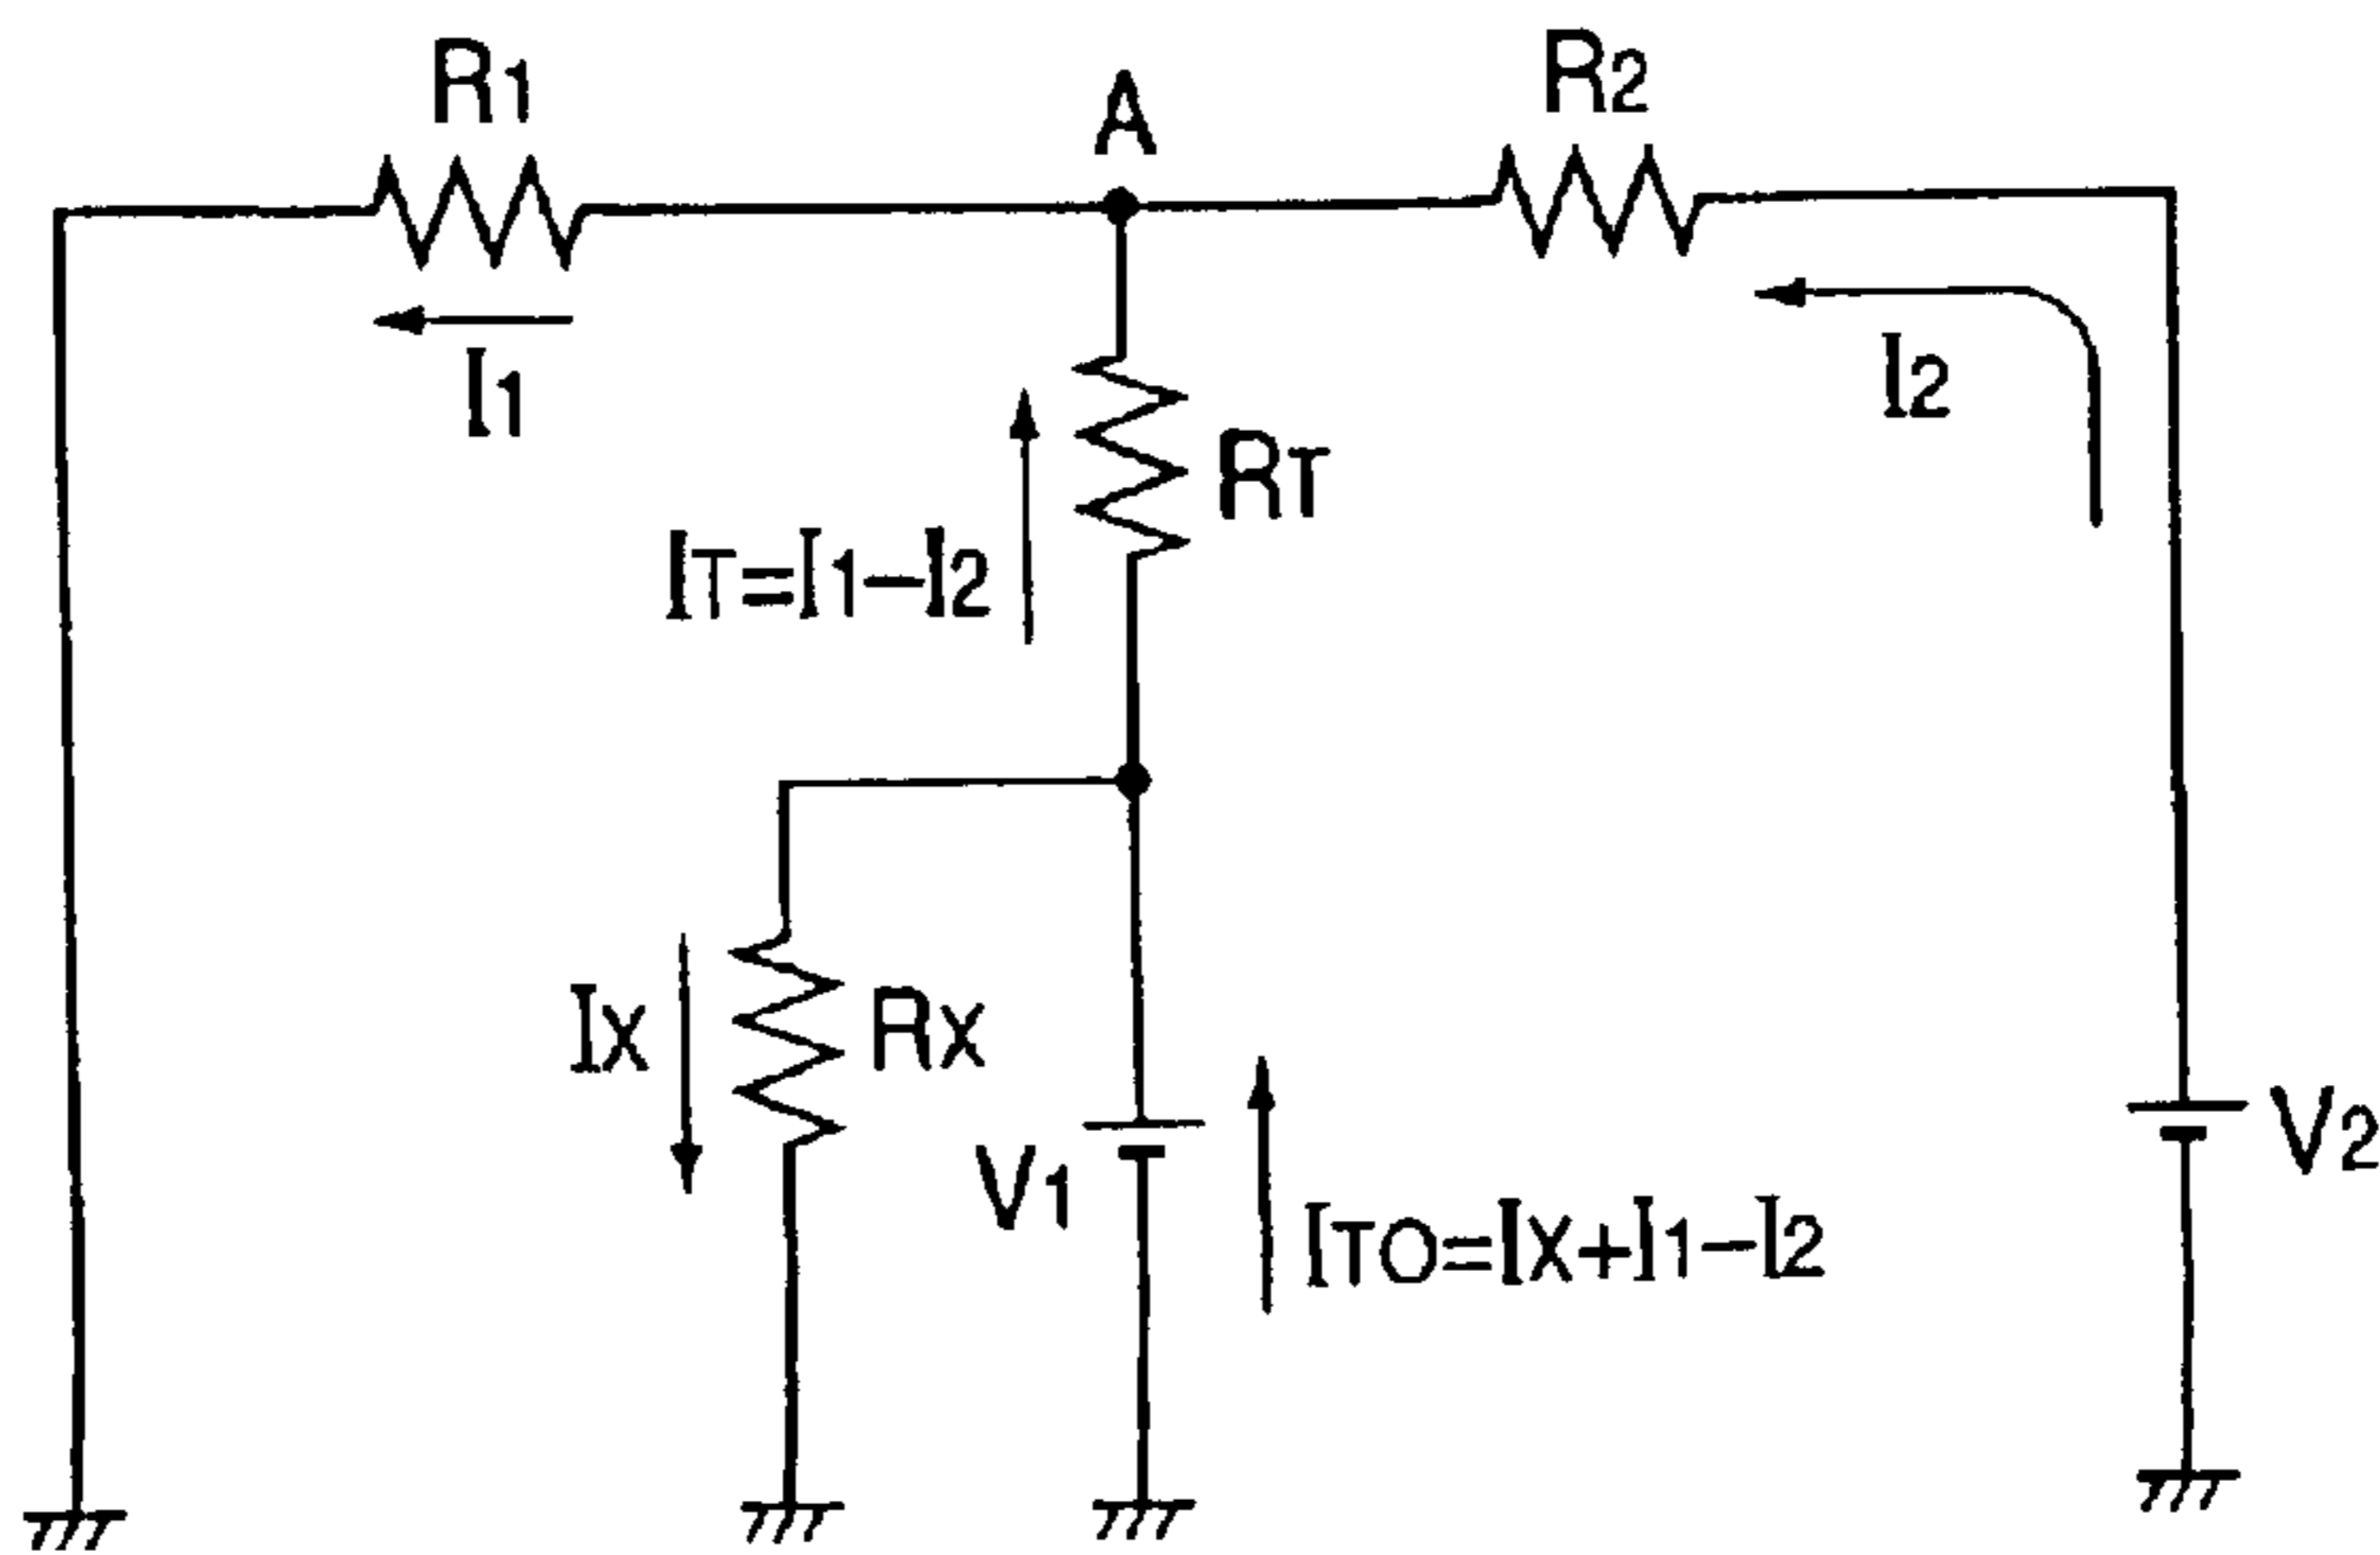 R1
A
R2
I1
I2
RT
IT=I1−I2
IX
RX
V1
ITO=IX+I1−I2
V2